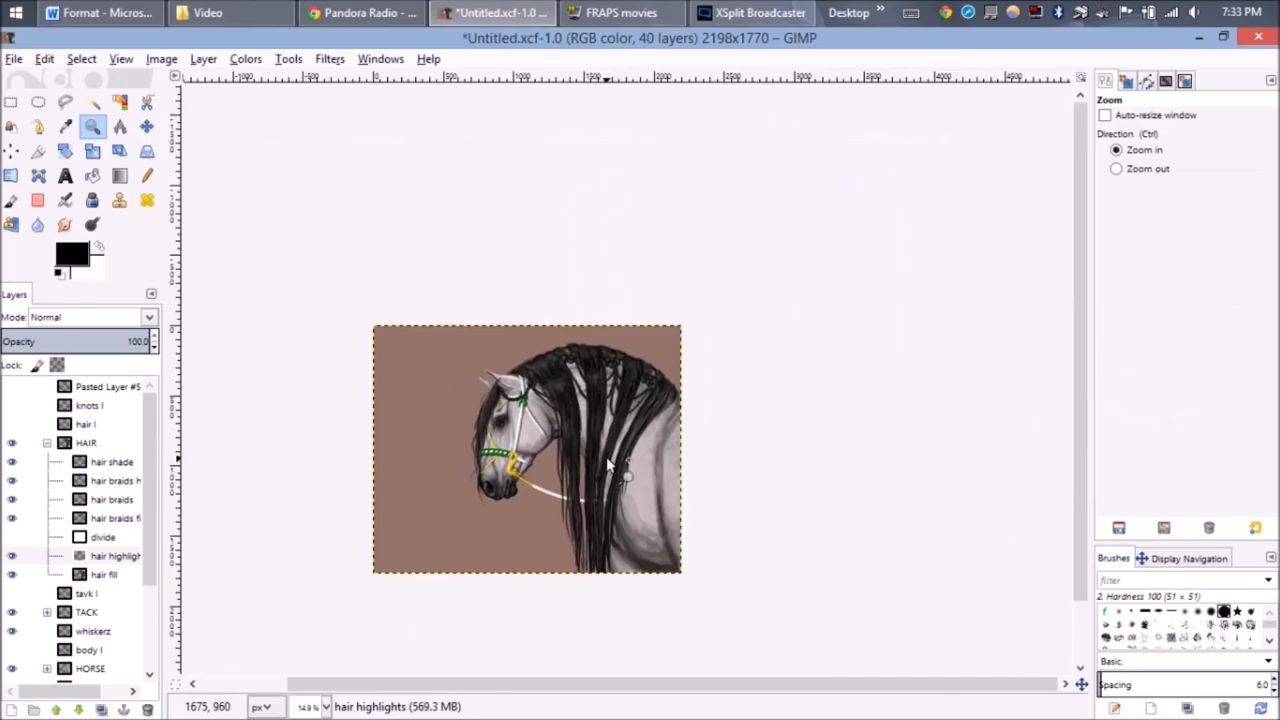 Format - Micros...
Video
Pandora Radio - ...
*Untitled.xcf-1.0 ...
FRAPS movies
XSplit Broadcaster
Desktop
7:33 PM
*Untitled.xcf-1.0 (RGB color, 40 layers) 2198x1770 – GIMP
File Edit Select View Image Layer Colors Tools Filters Windows Help
Zoom
Auto-resize window
Direction (Ctrl)
Zoom in
Zoom out
Layers
Mode: Normal
Opacity 100.0
Lock:
Pasted Layer #5
knots l
hair l
HAIR
hair shade
hair braids h
hair braids
hair braids fi
divide
hair highligh
hair fill
tavk l
TACK
whiskerz
body l
HORSE
Brushes Display Navigation
filter
2. Hardness 100 (51 × 51)
Basic,
Spacing 6.0
1675, 960 px 14.9 % hair highlights (569.3 MB)